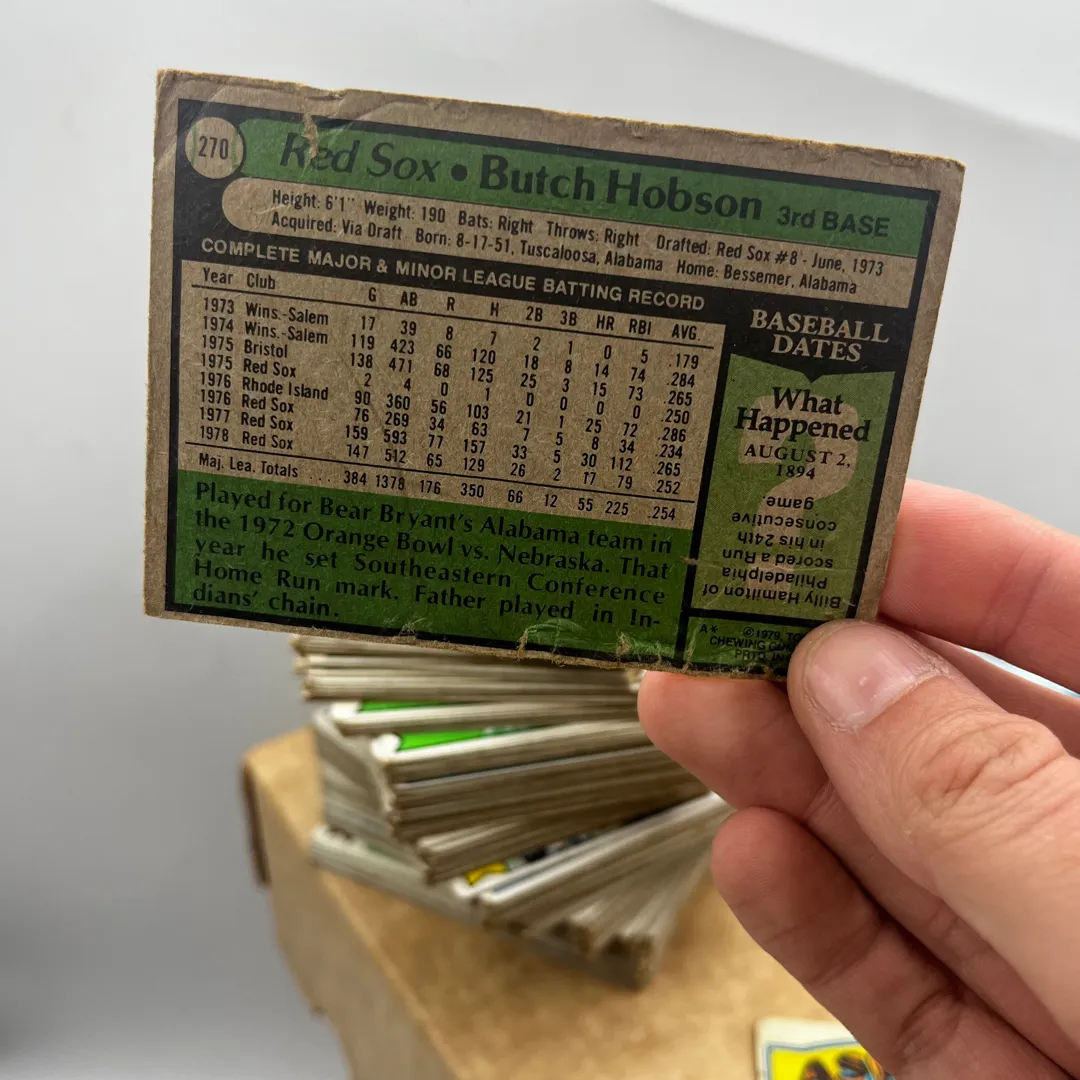 270 Red Sox • Butch Hobson 3rd BASE
Height: 6'1" Weight: 190 Bats: Right Throws: Right Drafted: Red Sox #8 - June, 1973
Acquired: Via Draft Born: 8-17-51, Tuscaloosa, Alabama Home: Bessemer, Alabama
COMPLETE MAJOR & MINOR LEAGUE BATTING RECORD
Year Club G AB R H 2B 3B HR RBI AVG.
1973 Wins.-Salem 17 39 8 7 2 1 0 5 .179
1974 Wins.-Salem 119 423 66 120 18 8 14 74 .284
1975 Bristol 138 471 68 125 25 3 15 73 .265
1975 Red Sox 2 4 0 1 0 0 0 0 .250
1976 Rhode Island 90 360 56 103 21 1 25 72 .286
1976 Red Sox 76 269 34 63 7 5 8 34 .234
1977 Red Sox 159 593 77 157 33 5 30 112 .265
1978 Red Sox 147 512 65 129 26 2 17 79 .252
Maj. Lea. Totals ... 384 1378 176 350 66 12 55 225 .254
Played for Bear Bryant's Alabama team in
the 1972 Orange Bowl vs. Nebraska. That
year he set Southeastern Conference
Home Run mark. Father played in In-
dians' chain.
BASEBALL
DATES
What
Happened
AUGUST 2,
1894
Billy Hamilton of
Philadelphia
scored a Run
in his 24th
consecutive
game.
A* ©1979, TO
CHEWING
PRTD. IN